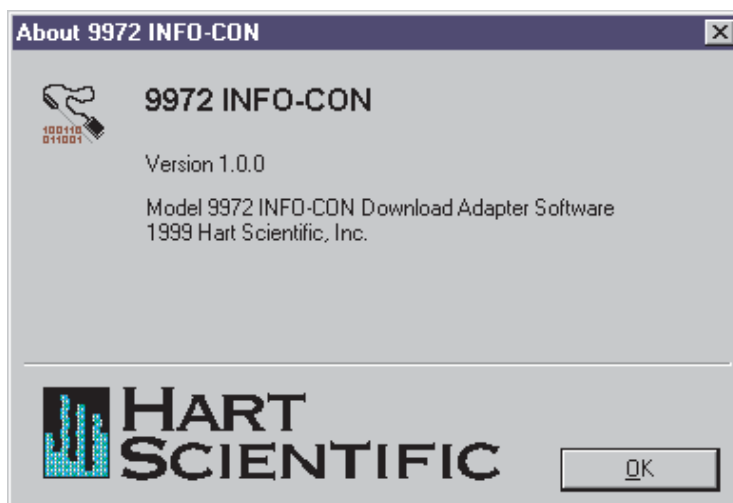 About 9972 INFO-CON
9972 INFO-CON
100110
011001
Version 1.0.0
Model 9972 INFO-CON Download Adapter Software
1999 Hart Scientific, Inc.
HART
SCIENTIFIC
OK